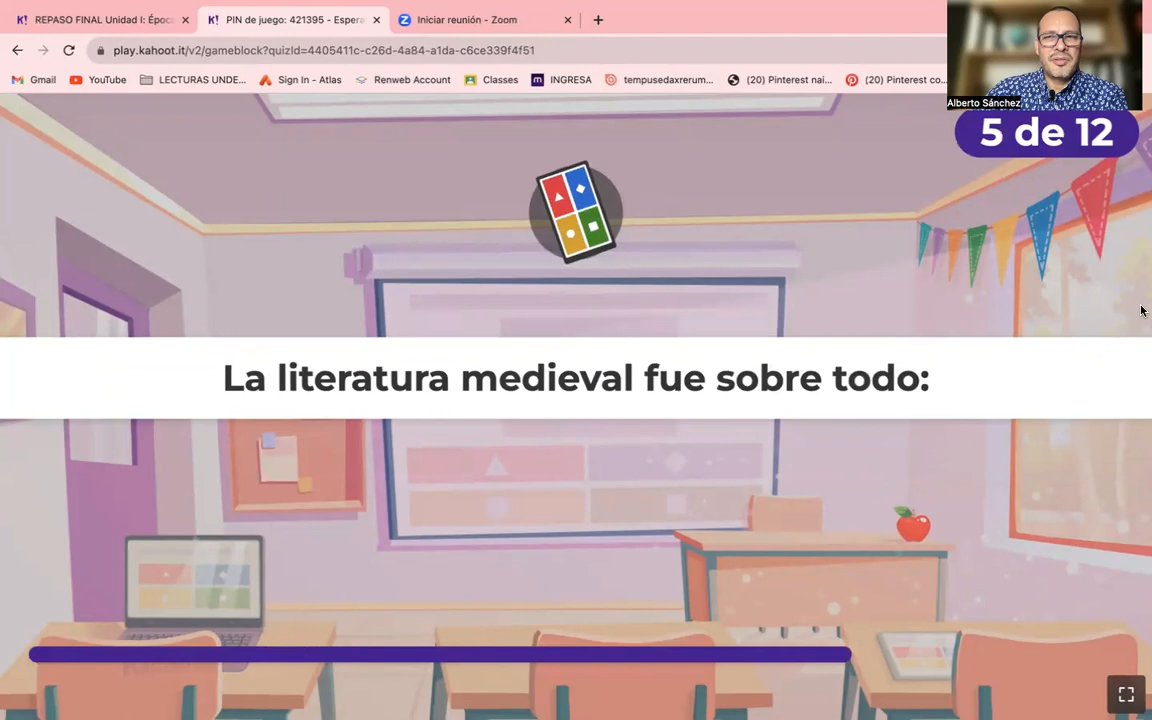 REPASO FINAL Unidad I: Époc
PIN de juego: 421395 - Espera
Iniciar reunión - Zoom
play.kahoot.it/v2/gameblock?quizId=4405411c-c26d-4a84-a1da-c6ce339f4f51
Gmail
YouTube
LECTURAS UNDE...
Sign In - Atlas
Renweb Account
Classes
INGRESA
tempusedaxrerum...
(20) Pinterest nai...
(20) Pinterest co...
Alberto Sánchez
5 de 12
La literatura medieval fue sobre todo: